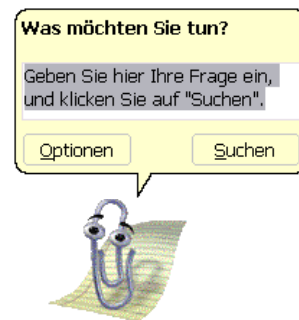 Was möchten Sie tun?
Geben Sie hier Ihre Frage ein,
und klicken Sie auf "Suchen".
Optionen
Suchen